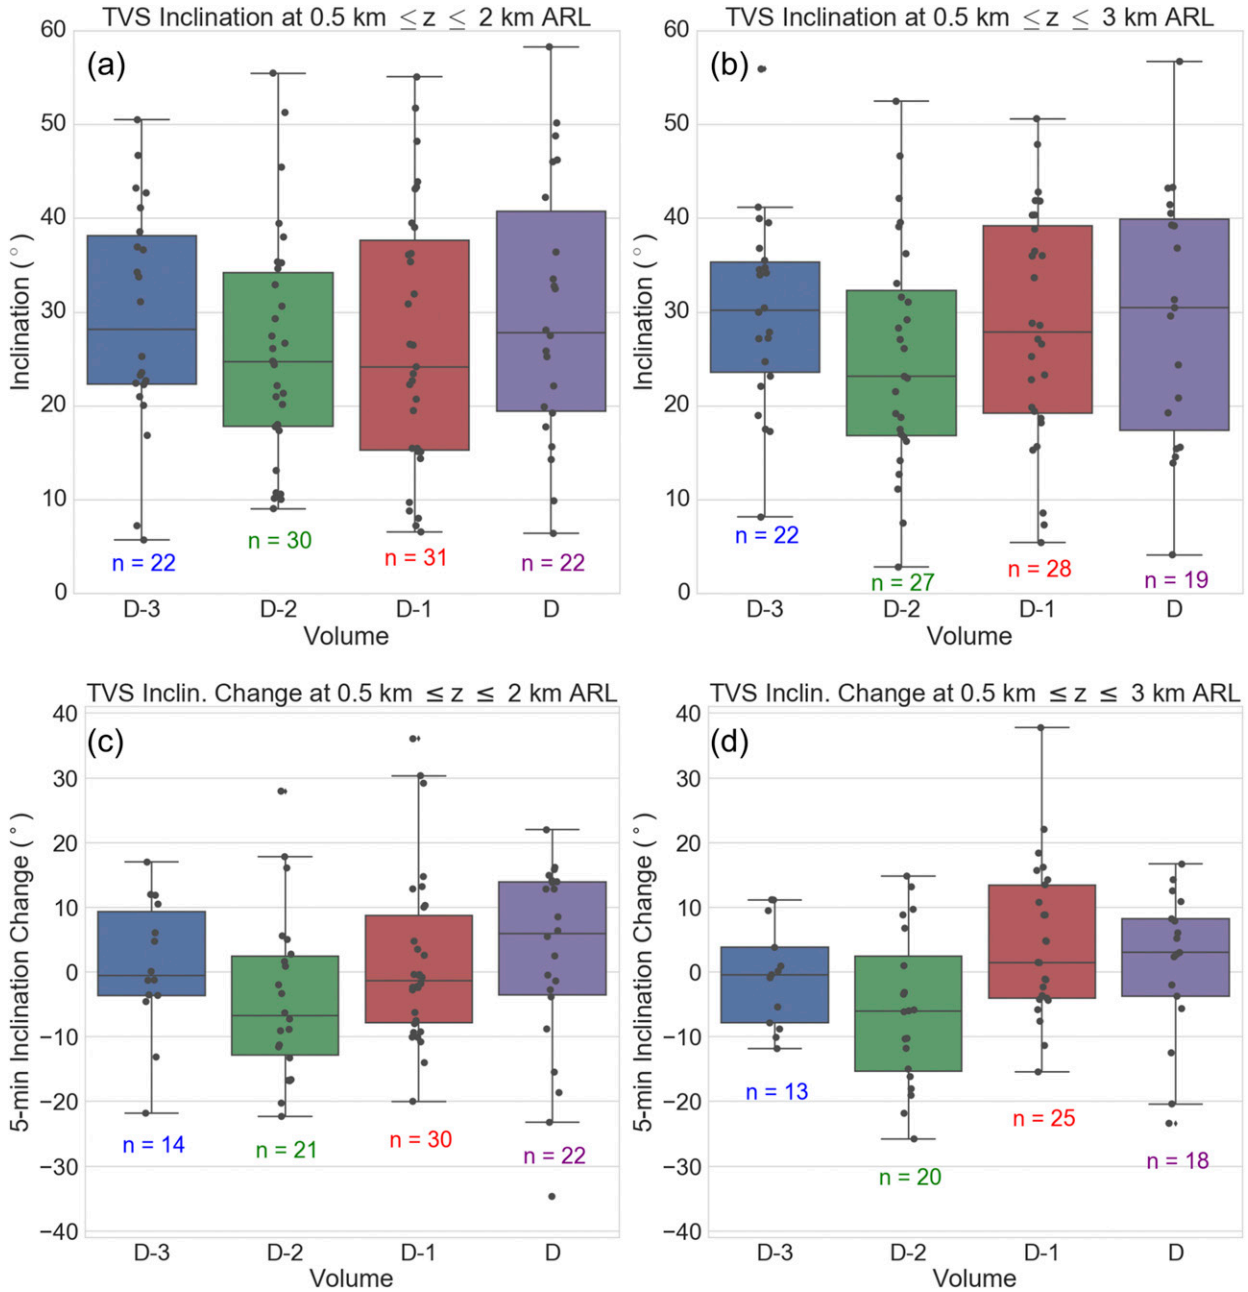 TVS Inclination at 0.5 km ≤ z ≤ 2 km ARL
(a)
60
50
40
30
20
10
0
Inclination (°)
n = 22
n = 30
n = 31
n = 22
D-3 D-2 D-1 D
Volume
TVS Inclination at 0.5 km ≤ z ≤ 3 km ARL
(b)
60
50
40
30
20
10
0
Inclination (°)
n = 22
n = 27
n = 28
n = 19
D-3 D-2 D-1 D
Volume
TVS Inclin. Change at 0.5 km ≤ z ≤ 2 km ARL
(c)
40
30
20
10
0
−10
−20
−30
−40
5-min Inclination Change (°)
n = 14
n = 21
n = 30
n = 22
D-3 D-2 D-1 D
Volume
TVS Inclin. Change at 0.5 km ≤ z ≤ 3 km ARL
(d)
40
30
20
10
0
−10
−20
−30
−40
5-min Inclination Change (°)
n = 13
n = 20
n = 25
n = 18
D-3 D-2 D-1 D
Volume